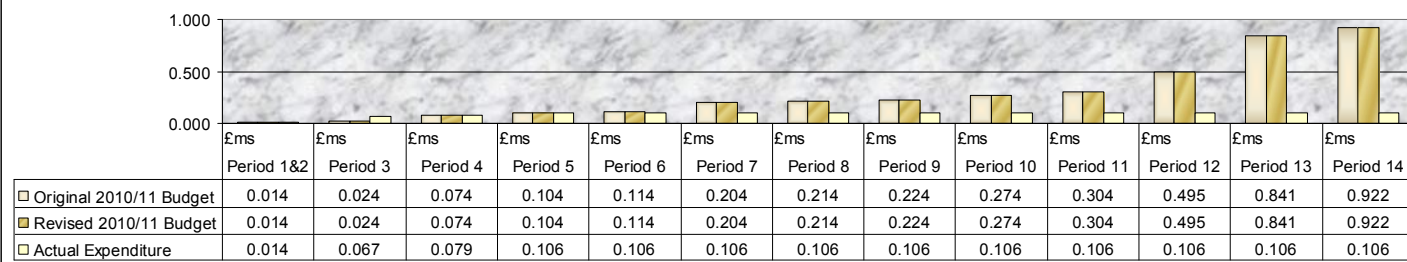 1.000
0.500
0.000
£ms £ms £ms £ms £ms £ms £ms £ms £ms £ms £ms £ms £ms
Period 1&2 Period 3 Period 4 Period 5 Period 6 Period 7 Period 8 Period 9 Period 10 Period 11 Period 12 Period 13 Period 14
Original 2010/11 Budget 0.014 0.024 0.074 0.104 0.114 0.204 0.214 0.224 0.274 0.304 0.495 0.841 0.922
Revised 2010/11 Budget 0.014 0.024 0.074 0.104 0.114 0.204 0.214 0.224 0.274 0.304 0.495 0.841 0.922
Actual Expenditure 0.014 0.067 0.079 0.106 0.106 0.106 0.106 0.106 0.106 0.106 0.106 0.106 0.106